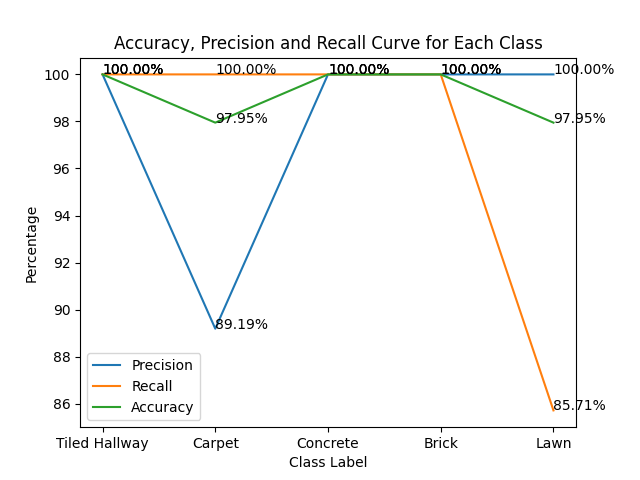 Accuracy, Precision and Recall Curve for Each Class
100.00% 100.00% 100.00% 100.00% 100.00%
100
98
96
94
92
90
88
86
97.95% 97.95%
89.19%
85.71%
Percentage
Precision
Recall
Accuracy
Tiled Hallway Carpet Concrete Brick Lawn
Class Label